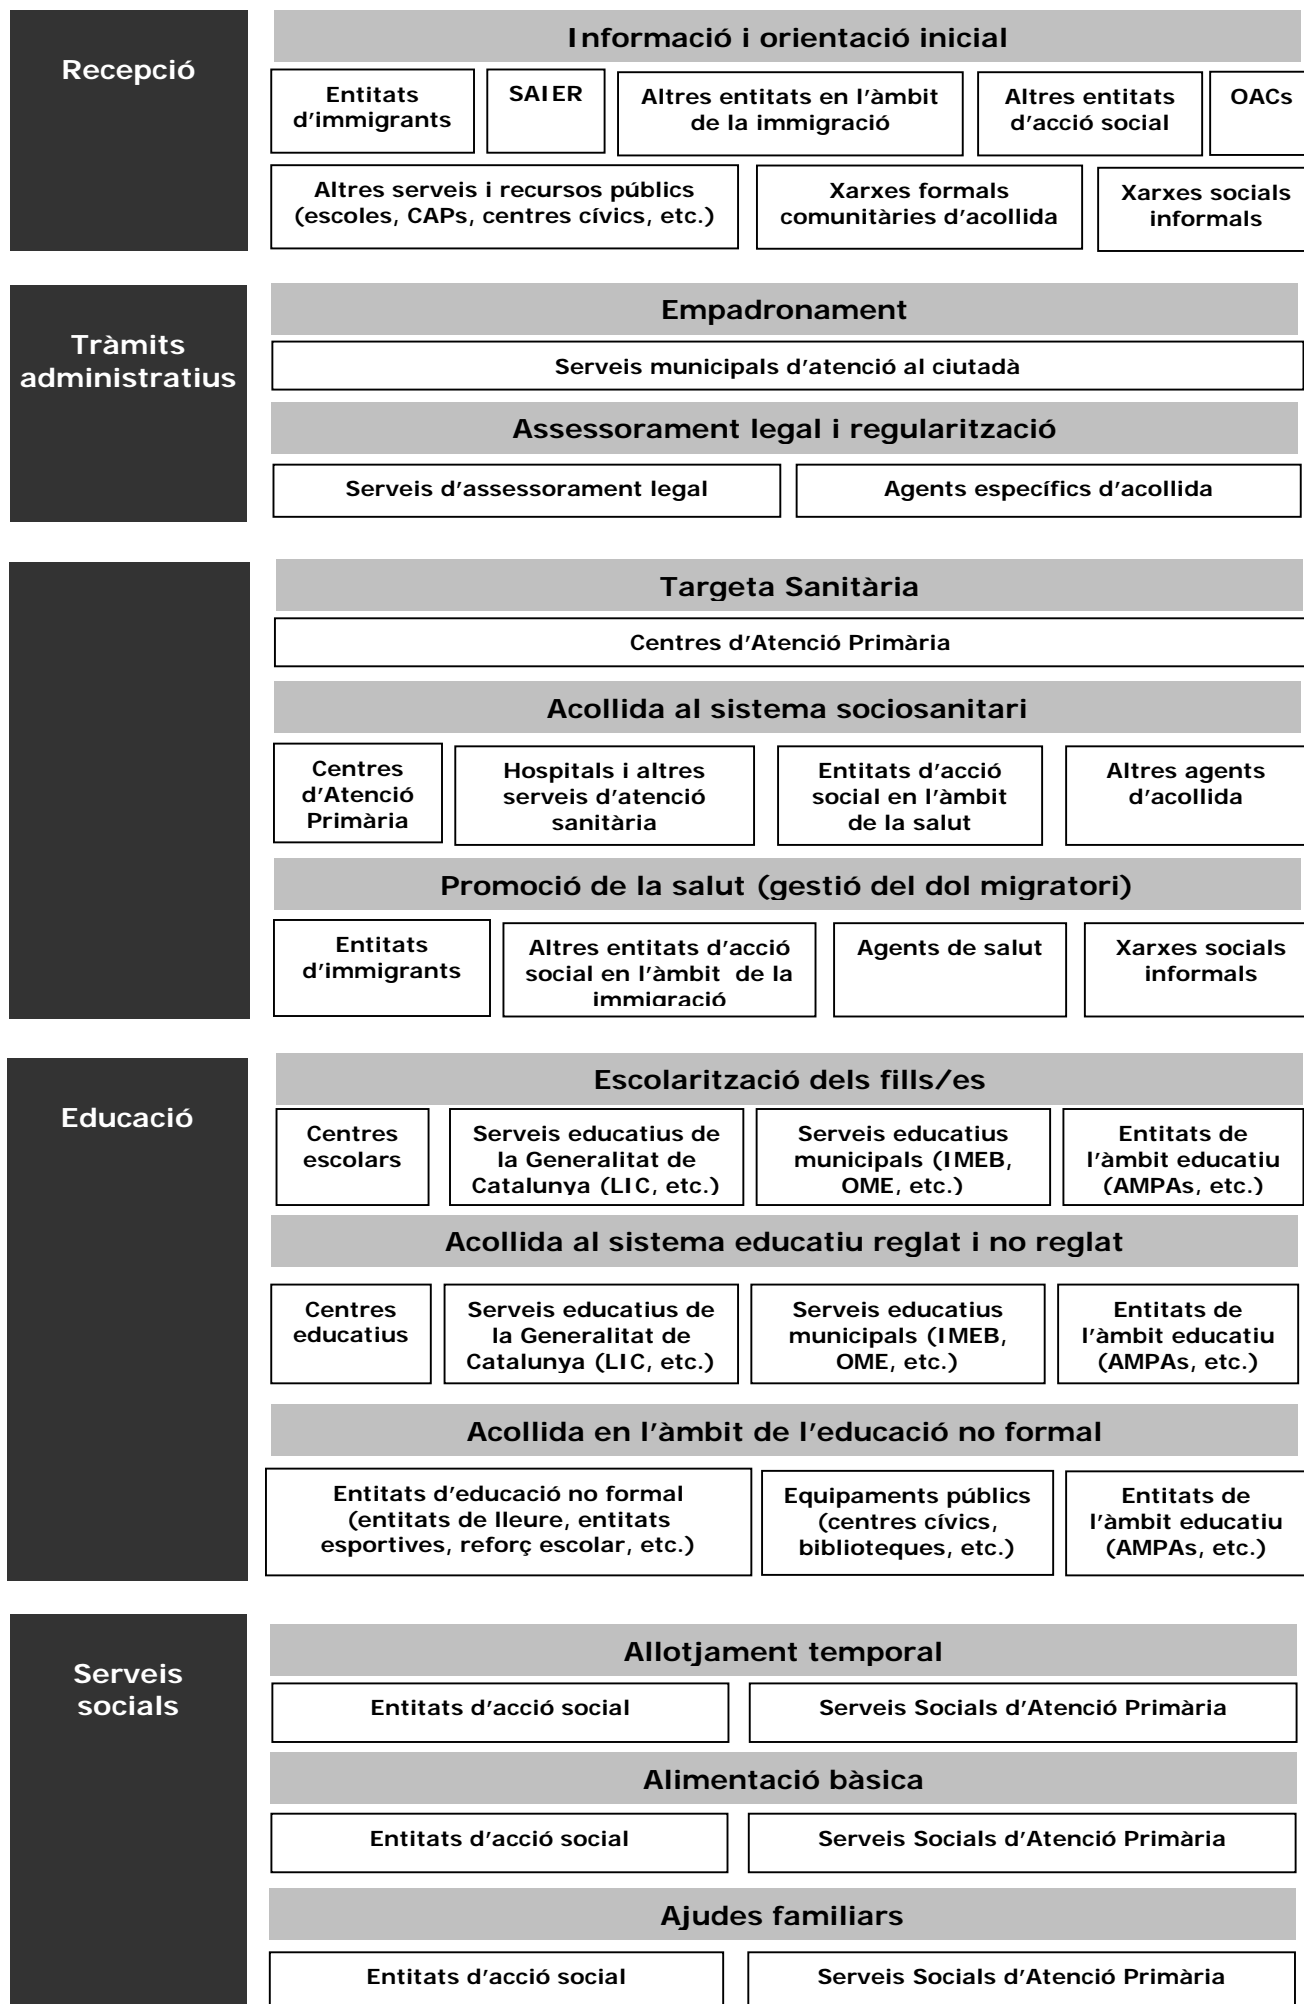 Recepció
Informació i orientació inicial
Entitats
d'immigrants
SAIER
Altres entitats en l'àmbit
de la immigració
Altres entitats
d'acció social
OACs
Altres serveis i recursos públics
(escoles, CAPs, centres cívics, etc.)
Xarxes formals
comunitàries d'acollida
Xarxes socials
informals
Tràmits
administratius
Empadronament
Serveis municipals d'atenció al ciutadà
Assessorament legal i regularització
Serveis d'assessorament legal
Agents específics d'acollida
Targeta Sanitària
Centres d'Atenció Primària
Acollida al sistema sociosanitari
Centres
d'Atenció
Primària
Hospitals i altres
serveis d'atenció
sanitària
Entitats d'acció
social en l'àmbit
de la salut
Altres agents
d'acollida
Promoció de la salut (gestió del dol migratori)
Entitats
d'immigrants
Altres entitats d'acció
social en l'àmbit de la
immigració
Agents de salut
Xarxes socials
informals
Educació
Escolarització dels fills/es
Centres
escolars
Serveis educatius de
la Generalitat de
Catalunya (LIC, etc.)
Serveis educatius
municipals (IMEB,
OME, etc.)
Entitats de
l'àmbit educatiu
(AMPAs, etc.)
Acollida al sistema educatiu reglat i no reglat
Centres
educatius
Serveis educatius de
la Generalitat de
Catalunya (LIC, etc.)
Serveis educatius
municipals (IMEB,
OME, etc.)
Entitats de
l'àmbit educatiu
(AMPAs, etc.)
Acollida en l'àmbit de l'educació no formal
Entitats d'educació no formal
(entitats de lleure, entitats
esportives, reforç escolar, etc.)
Equipaments públics
(centres cívics,
biblioteques, etc.)
Entitats de
l'àmbit educatiu
(AMPAs, etc.)
Serveis
socials
Allotjament temporal
Entitats d'acció social
Serveis Socials d'Atenció Primària
Alimentació bàsica
Entitats d'acció social
Serveis Socials d'Atenció Primària
Ajudes familiars
Entitats d'acció social
Serveis Socials d'Atenció Primària